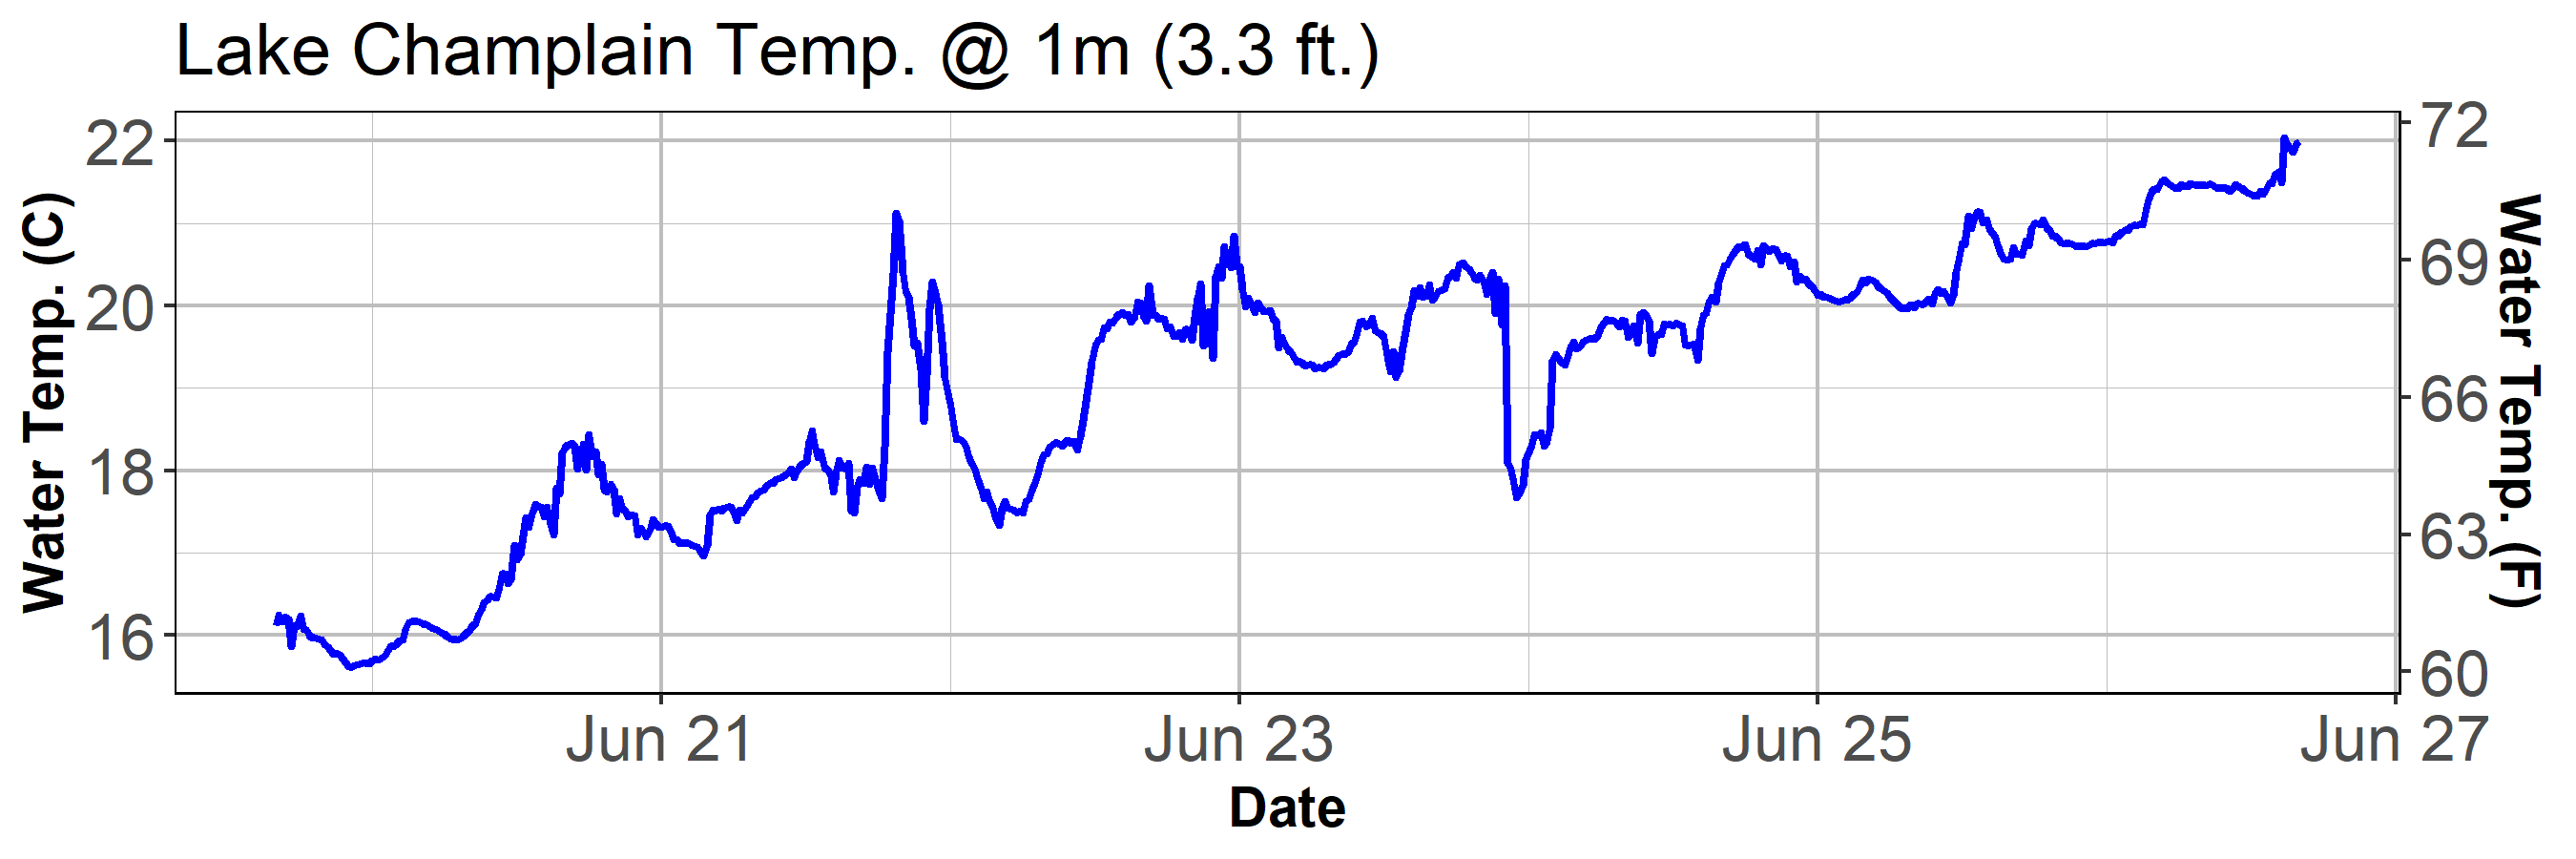 Lake Champlain Temp. @ 1m (3.3 ft.)
Water Temp. (C)
22
20
18
16
72
69
66
63
60
Water Temp. (F)
Jun 21
Jun 23
Jun 25
Jun 27
Date